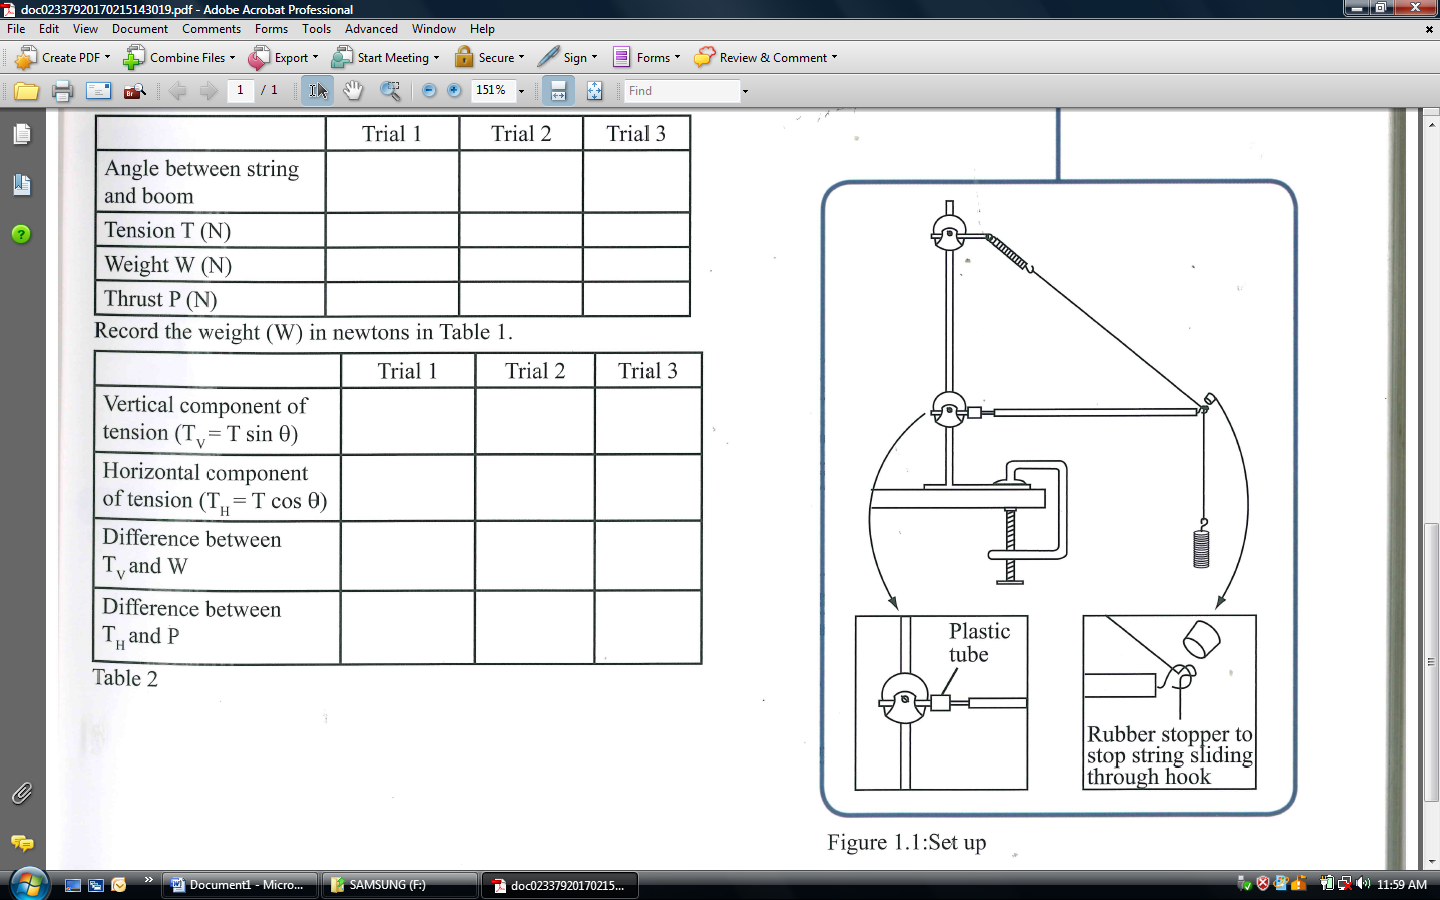 doc02337920170215143019.pdf - Adobe Acrobat Professional
File Edit View Document Comments Forms Tools Advanced Window Help
Create PDF Combine Files Export Start Meeting Secure Sign Forms Review & Comment
1 / 1 151% Find
Trial 1 Trial 2 Trial 3
Angle between string
and boom
Tension T (N)
Weight W (N)
Thrust P (N)
Record the weight (W) in newtons in Table 1.
Trial 1 Trial 2 Trial 3
Vertical component of
tension (TV = T sin θ)
Horizontal component
of tension (TH = T cos θ)
Difference between
TV and W
Difference between
TH and P
Table 2
Plastic
tube
Rubber stopper to
stop string sliding
through hook
Figure 1.1:Set up
Document1 - Micro... SAMSUNG (F:) doc02337920170215... 11:59 AM